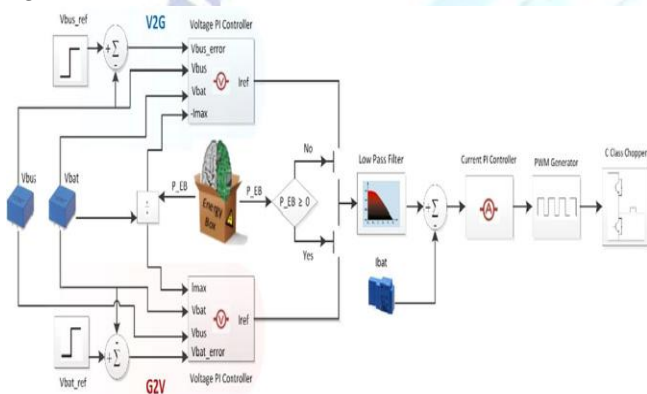 Vbus_ref
V2G
Voltage PI Controller
Vbus_error
Vbus
Vbat
-Imax
Iref
Vbus
Vbat
P_EB
Energy Box
P_EB
No
P_EB ≥ 0
Yes
Low Pass Filter
Current PI Controller
PWM Generator
C Class Chopper
Ibat
Imax
Vbat
Vbus
Vbat_error
Iref
Vbat_ref
G2V
Voltage PI Controller